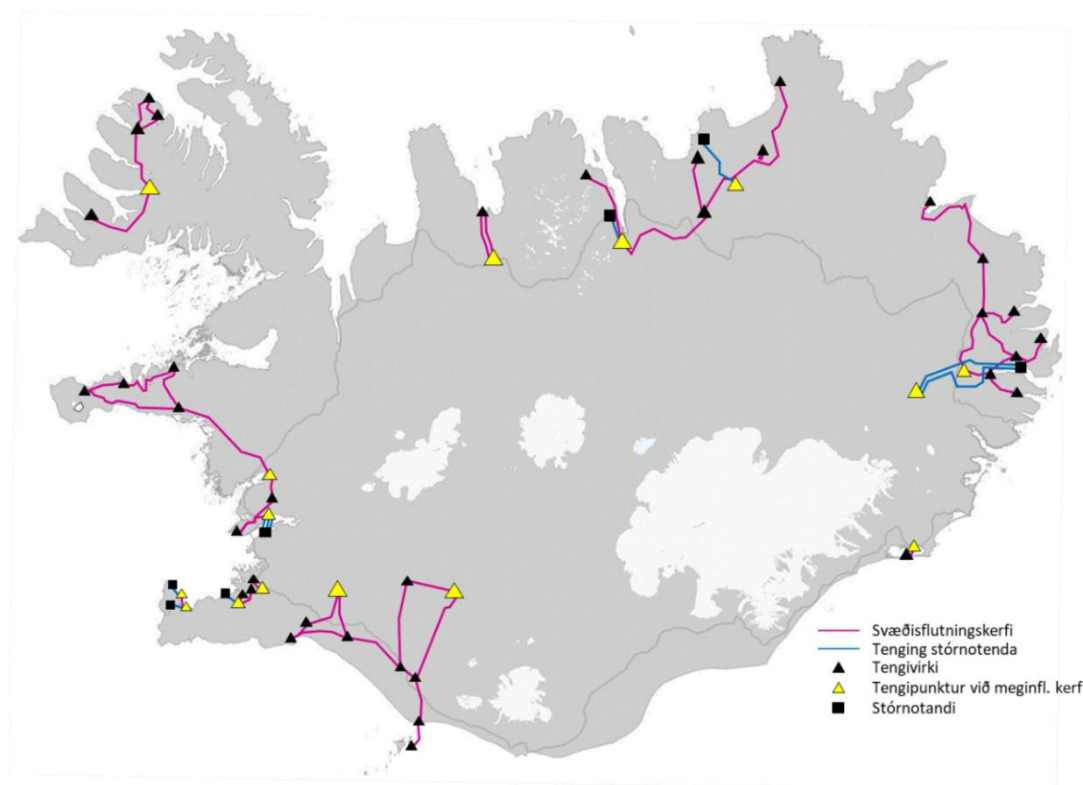 Svæðisflutningskerfi
Tenging stórnotenda
Tengivirki
Tengipunktur við meginfl. kerf
Stórnotandi